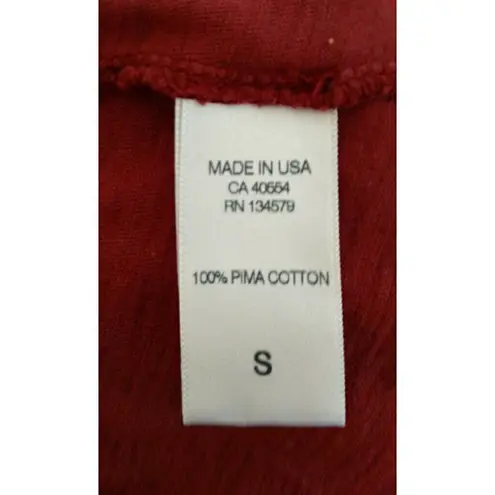 MADE IN USA
CA 40554
RN 134579
100% PIMA COTTON
S